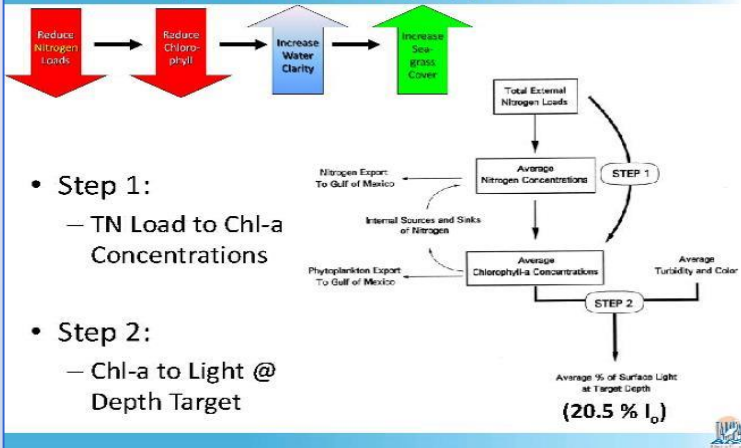 Reduce
Nitrogen
Loads
Reduce
Chloro-
phyll
Increase
Water
Clarity
Increase
Sea-
grass
Cover
• Step 1:
– TN Load to Chl-a
Concentrations
• Step 2:
– Chl-a to Light @
Depth Target
Total External
Nitrogen Loads
Nitrogen Export
To Gulf of Mexico
Average
Nitrogen Concentrations
STEP 1
Internal Sources and Sinks
of Nitrogen
Phytoplankton Export
To Gulf of Mexico
Average
Chlorophyll-a Concentrations
Average
Turbidity and Color
STEP 2
Average % of Surface Light
at Target Depth
(20.5 % Io)